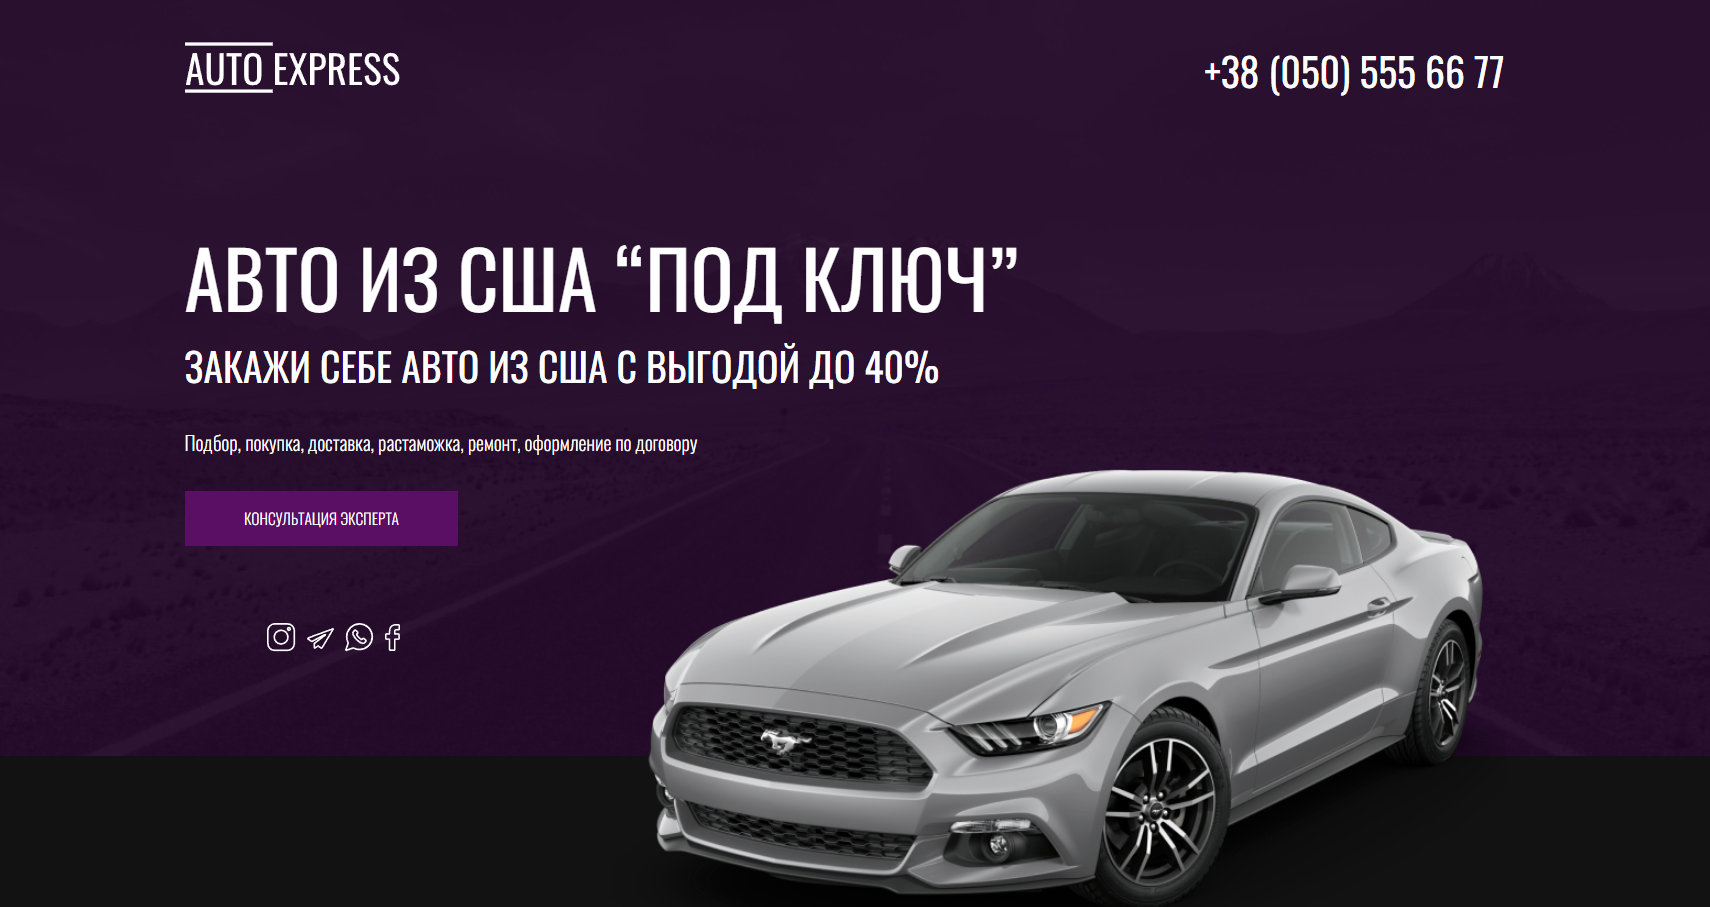 AUTO EXPRESS
+38 (050) 555 66 77
АВТО ИЗ США “ПОД КЛЮЧ”
ЗАКАЖИ СЕБЕ АВТО ИЗ США С ВЫГОДОЙ ДО 40%
Подбор, покупка, доставка, растаможка, ремонт, оформление по договору
КОНСУЛЬТАЦИЯ ЭКСПЕРТА